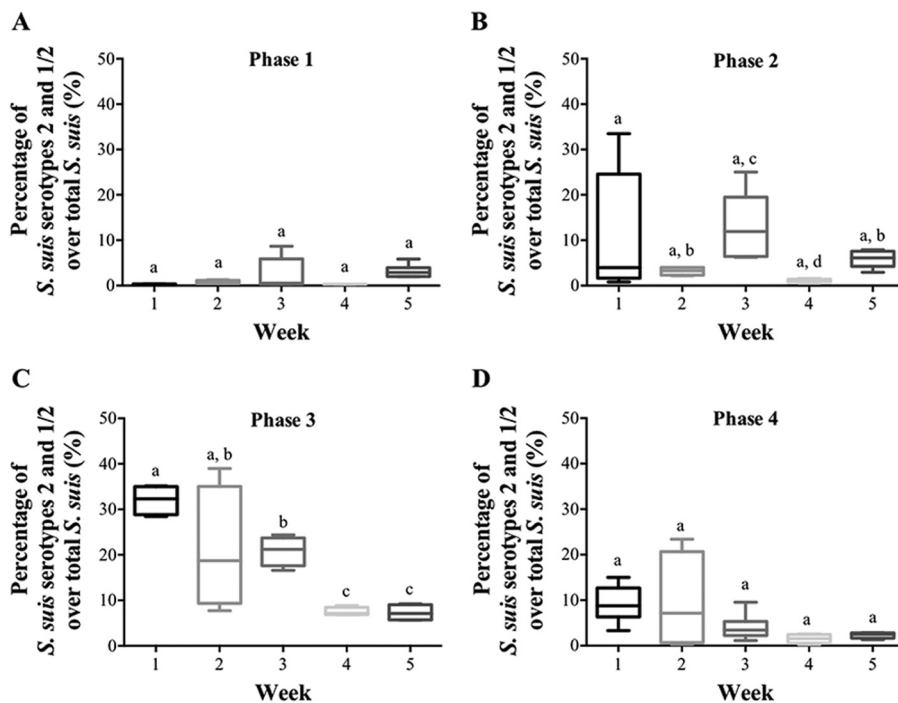 A
Phase 1
Percentage of
S. suis serotypes 2 and 1/2
over total S. suis (%)
50
40
30
20
10
0
a
a
a
a
a
1 2 3 4 5
Week
B
Phase 2
Percentage of
S. suis serotypes 2 and 1/2
over total S. suis (%)
50
40
30
20
10
0
a
a, b
a, c
a, d
a, b
1 2 3 4 5
Week
C
Phase 3
Percentage of
S. suis serotypes 2 and 1/2
over total S. suis (%)
50
40
30
20
10
0
a
a, b
b
c
c
1 2 3 4 5
Week
D
Phase 4
Percentage of
S. suis serotypes 2 and 1/2
over total S. suis (%)
50
40
30
20
10
0
a
a
a
a
a
1 2 3 4 5
Week